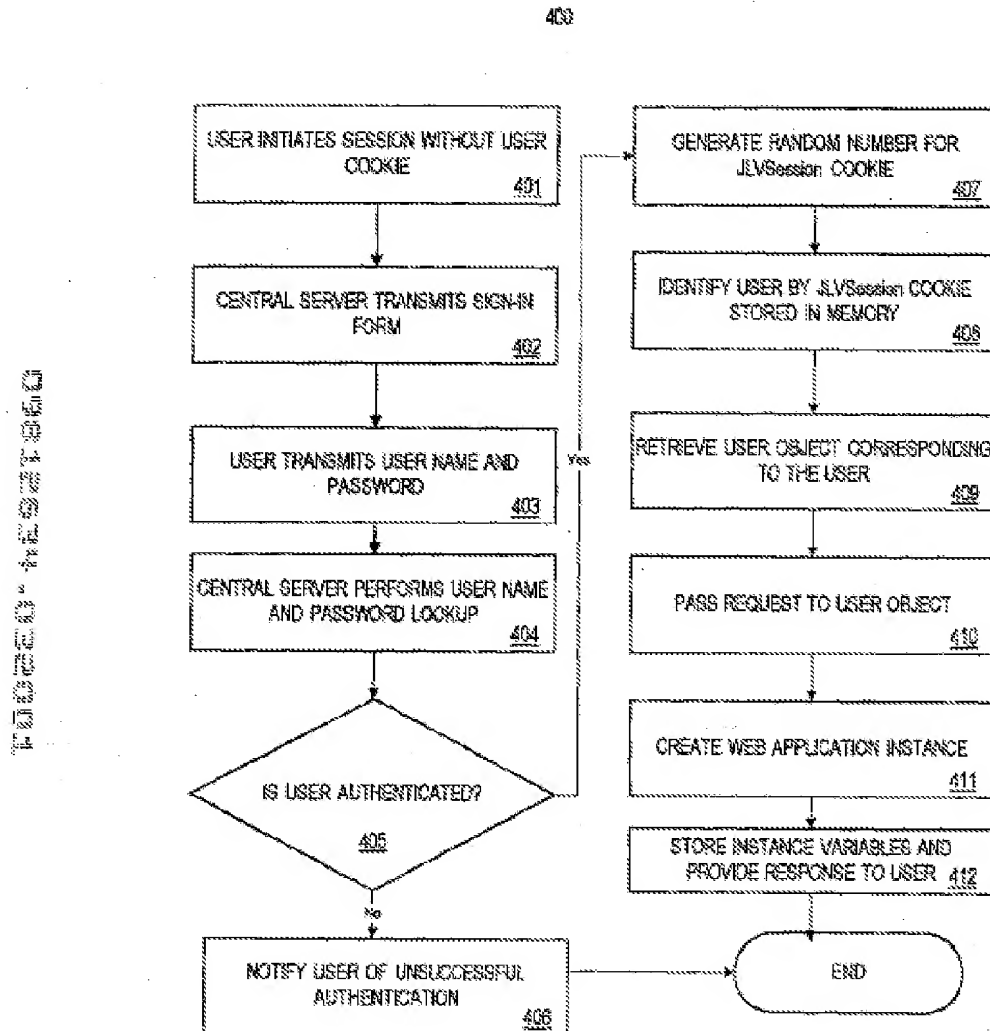 400
USER INITIATES SESSION WITHOUT USER
COOKIE
401
CENTRAL SERVER TRANSMITS SIGN-IN
FORM
402
USER TRANSMITS USER NAME AND
PASSWORD
403
CENTRAL SERVER PERFORMS USER NAME
AND PASSWORD LOOKUP
404
IS USER AUTHENTICATED?
405
Yes
No
NOTIFY USER OF UNSUCCESSFUL
AUTHENTICATION
406
GENERATE RANDOM NUMBER FOR
JLVSession COOKIE
407
IDENTIFY USER BY JLVSession COOKIE
STORED IN MEMORY
408
RETRIEVE USER OBJECT CORRESPONDING
TO THE USER
409
PASS REQUEST TO USER OBJECT
410
CREATE WEB APPLICATION INSTANCE
411
STORE INSTANCE VARIABLES AND
PROVIDE RESPONSE TO USER 412
END